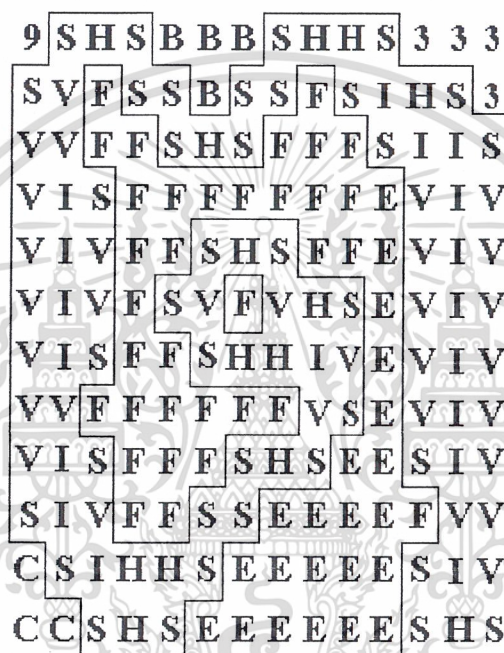 9 S H S B B B S H H S 3 3 3
S V F S S B S S F S I H S 3
V V F F S H S F F F S I I S
V I S F F F F F F F E V I V
V I V F F S H S F F E V I V
V I V F S V F V H S E V I V
V I S F F S H H I V E V I V
V V F F F F F F V S E V I V
V I S F F F S H S E E S I V
S I V F F S S E E E E F V V
C S I H H S E E E E E S I V
C C S H S E E E E E E S H S